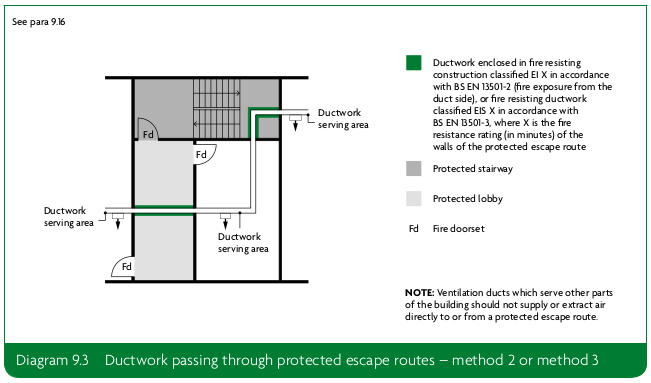 See para 9.16
Ductwork enclosed in fire resisting
construction classified EI X in accordance
with BS EN 13501-2 (fire exposure from the
duct side), or fire resisting ductwork
classified EIS X in accordance with
BS EN 13501-3, where X is the fire
resistance rating (in minutes) of the
walls of the protected escape route
Protected stairway
Protected lobby
Fd Fire doorset
Ductwork
serving area
Fd
Fd
Ductwork
serving area
Ductwork
serving area
Fd
NOTE: Ventilation ducts which serve other parts
of the building should not supply or extract air
directly to or from a protected escape route.
Diagram 9.3 Ductwork passing through protected escape routes – method 2 or method 3